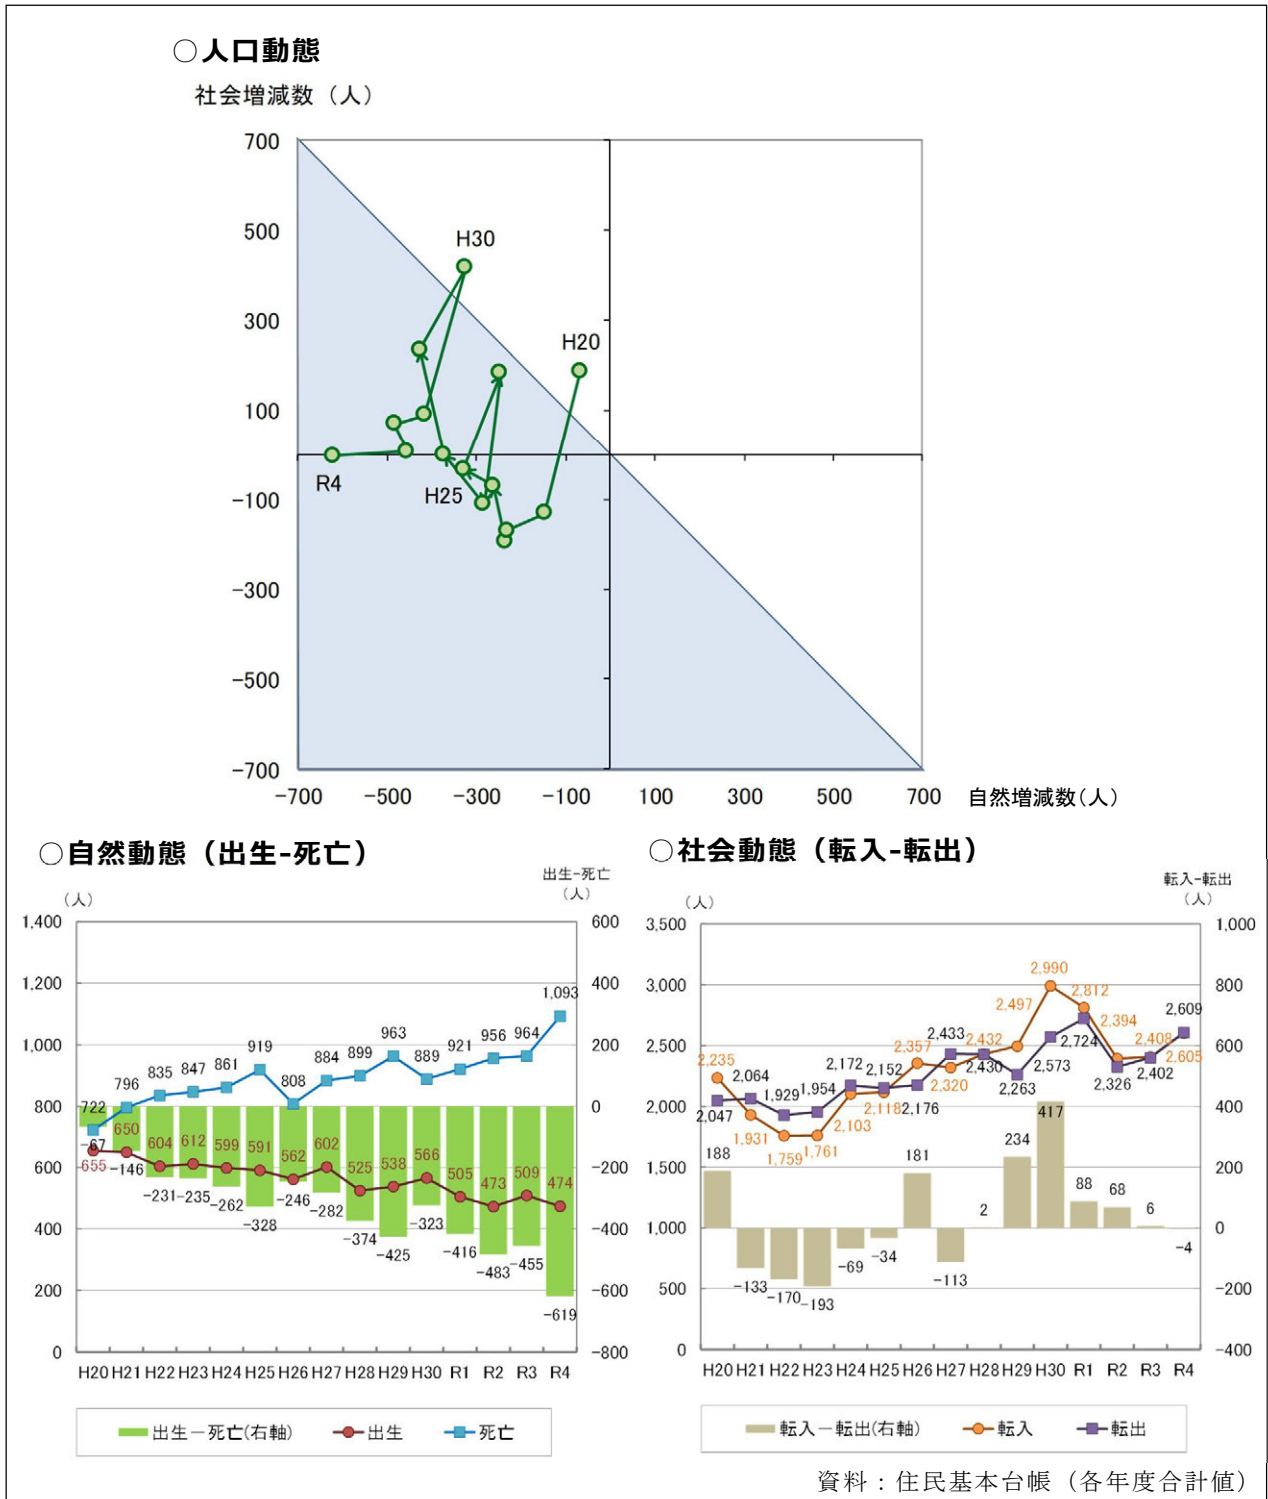 ○人口動態
社会増減数（人）
700
500
300
100
−100
−300
−500
−700
H30
H20
H25
R4
−700 −500 −300 −100 100 300 500 700 自然増減数(人)
○自然動態（出生-死亡）
出生-死亡
（人） （人）
1,400 1,200 1,000 800 600 400 200 0
600 400 200 0 −200 −400 −600 −800
722 796 835 847 861 919 808 884 899 963 889 921 956 964 1,093
655 650 604 612 599 591 562 602 525 538 566 505 473 509 474
−67 −146 −231 −235 −262 −328 −246 −282 −374 −425 −323 −416 −483 −455 −619
H20 H21 H22 H23 H24 H25 H26 H27 H28 H29 H30 R1 R2 R3 R4
出生－死亡(右軸) 出生 死亡
○社会動態（転入-転出）
転入-転出
（人） （人）
3,500 3,000 2,500 2,000 1,500 1,000 500 0
1,000 800 600 400 200 0 −200 −400
2,235 1,931 1,759 1,761 2,103 2,118 2,357 2,320 2,432 2,497 2,990 2,812 2,394 2,408 2,605
2,047 2,064 1,929 1,954 2,172 2,152 2,176 2,433 2,430 2,263 2,573 2,724 2,326 2,402 2,609
188 −133 −170 −193 −69 −34 181 −113 2 234 417 88 68 6 −4
H20 H21 H22 H23 H24 H25 H26 H27 H28 H29 H30 R1 R2 R3 R4
転入－転出(右軸) 転入 転出
資料：住民基本台帳（各年度合計値）